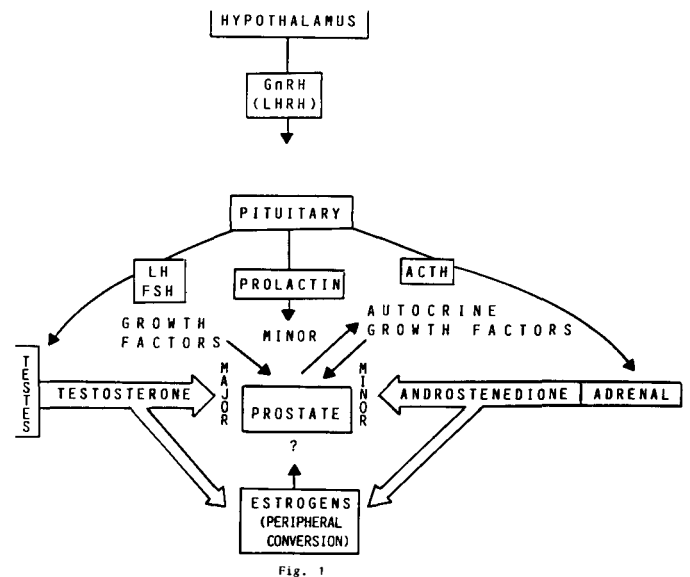 HYPOTHALAMUS
GnRH
(LHRH)
PITUITARY
LH
FSH
PROLACTIN
ACTH
GROWTH
FACTORS
MINOR
AUTOCRINE
GROWTH FACTORS
TESTES
TESTOSTERONE
MAJOR
PROSTATE
MINOR
ANDROSTENEDIONE
ADRENAL
?
ESTROGENS
(PERIPHERAL
CONVERSION)
Fig. 1